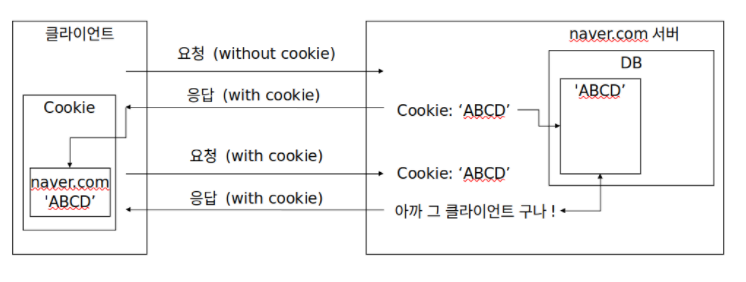 클라이언트
naver.com 서버
요청 (without cookie)
DB
응답 (with cookie)
Cookie
Cookie: ‘ABCD’
'ABCD’
요청 (with cookie)
Cookie: ‘ABCD’
naver.com
'ABCD’
응답 (with cookie)
아까 그 클라이언트 구나 !